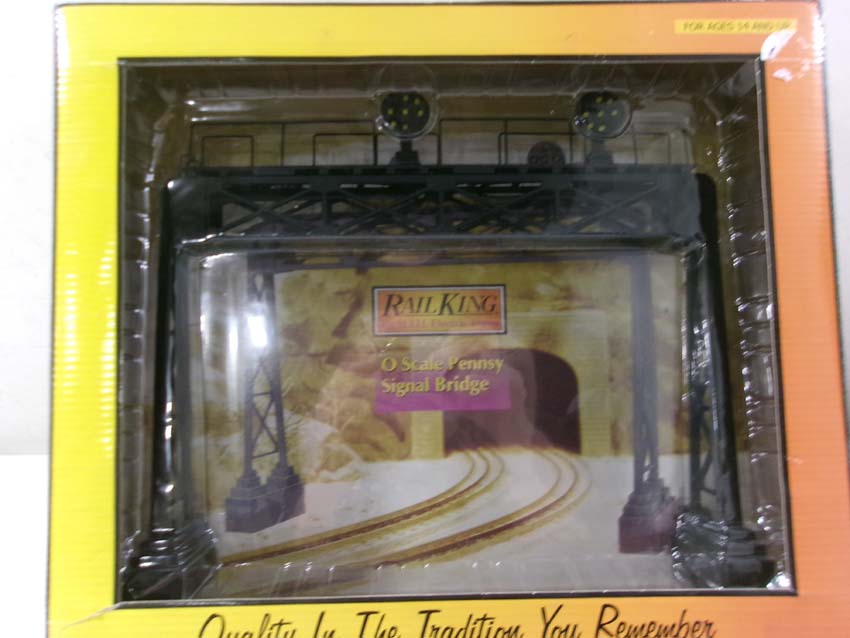 FOR AGES 14 AND UP
RAILKING
O Scale Pennsy
Signal Bridge
Quality In The Tradition You Remember